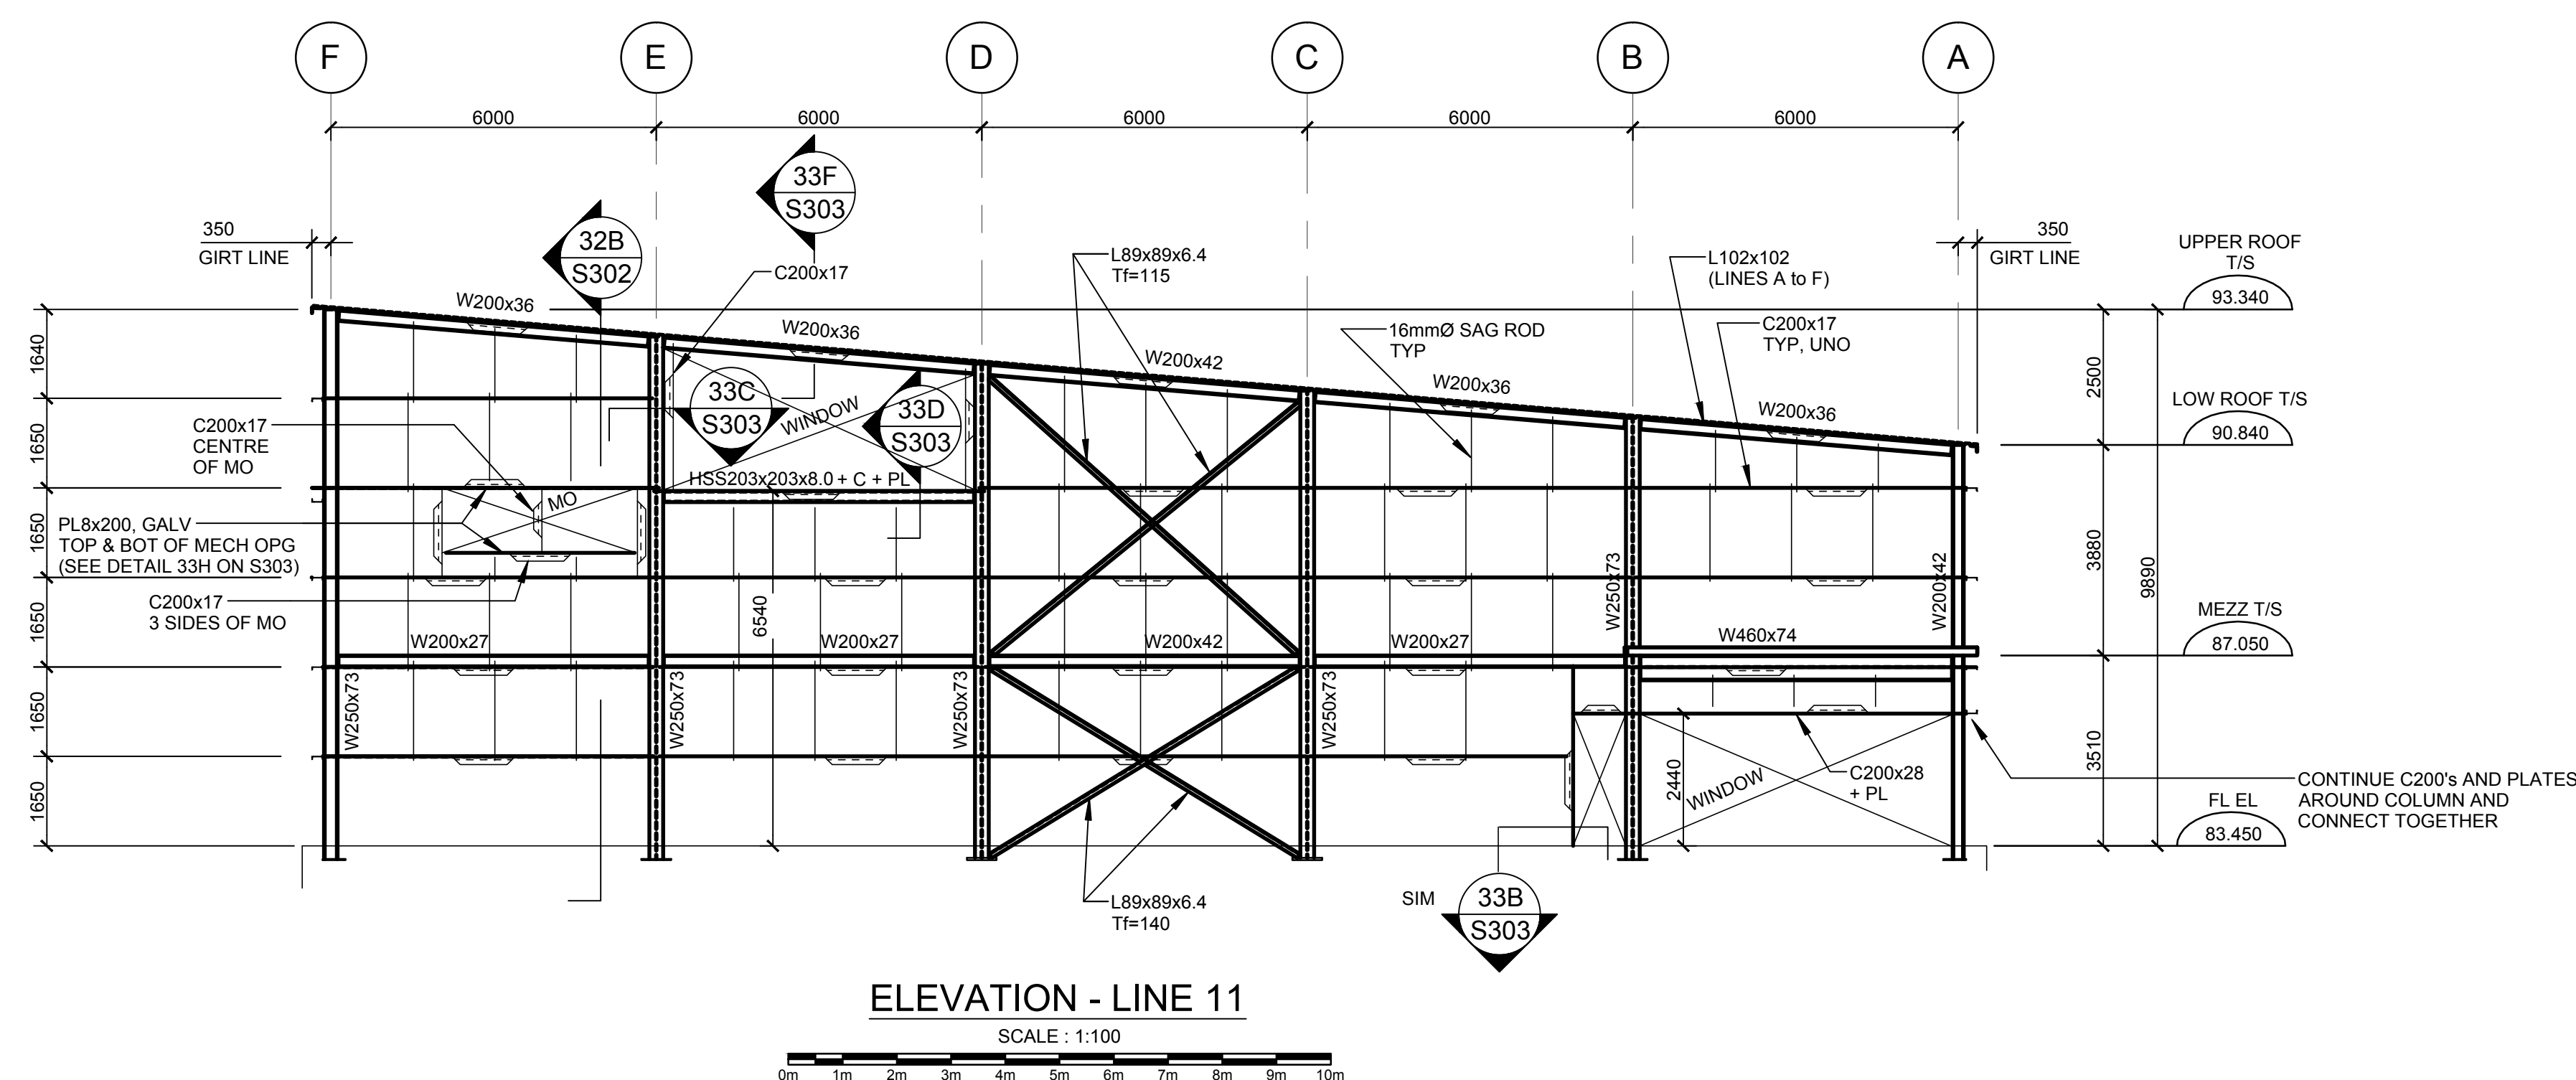 F
E
D
C
B
A
6000
6000
6000
6000
6000
33F
S303
350
GIRT LINE
32B
S302
C200x17
L89x89x6.4
Tf=115
L102x102
(LINES A to F)
350
GIRT LINE
UPPER ROOF
T/S
93.340
W200x36
W200x36
W200x42
W200x36
W200x36
16mmØ SAG ROD
TYP
C200x17
TYP, UNO
1640
1650
1650
1650
1650
1650
2500
3880
3510
9890
LOW ROOF T/S
90.840
33C
S303
WINDOW
33D
S303
C200x17
CENTRE
OF MO
HSS203x203x8.0 + C + PL
MO
PL8x200, GALV
TOP & BOT OF MECH OPG
(SEE DETAIL 33H ON S303)
C200x17
3 SIDES OF MO
6540
W250x73
W200x42
MEZZ T/S
87.050
W200x27
W200x27
W200x42
W200x27
W460x74
W250x73
W250x73
W250x73
W250x73
2440
WINDOW
C200x28
+ PL
CONTINUE C200's AND PLATES
AROUND COLUMN AND
CONNECT TOGETHER
FL EL
83.450
L89x89x6.4
Tf=140
SIM
33B
S303
ELEVATION - LINE 11
SCALE : 1:100
0m 1m 2m 3m 4m 5m 6m 7m 8m 9m 10m